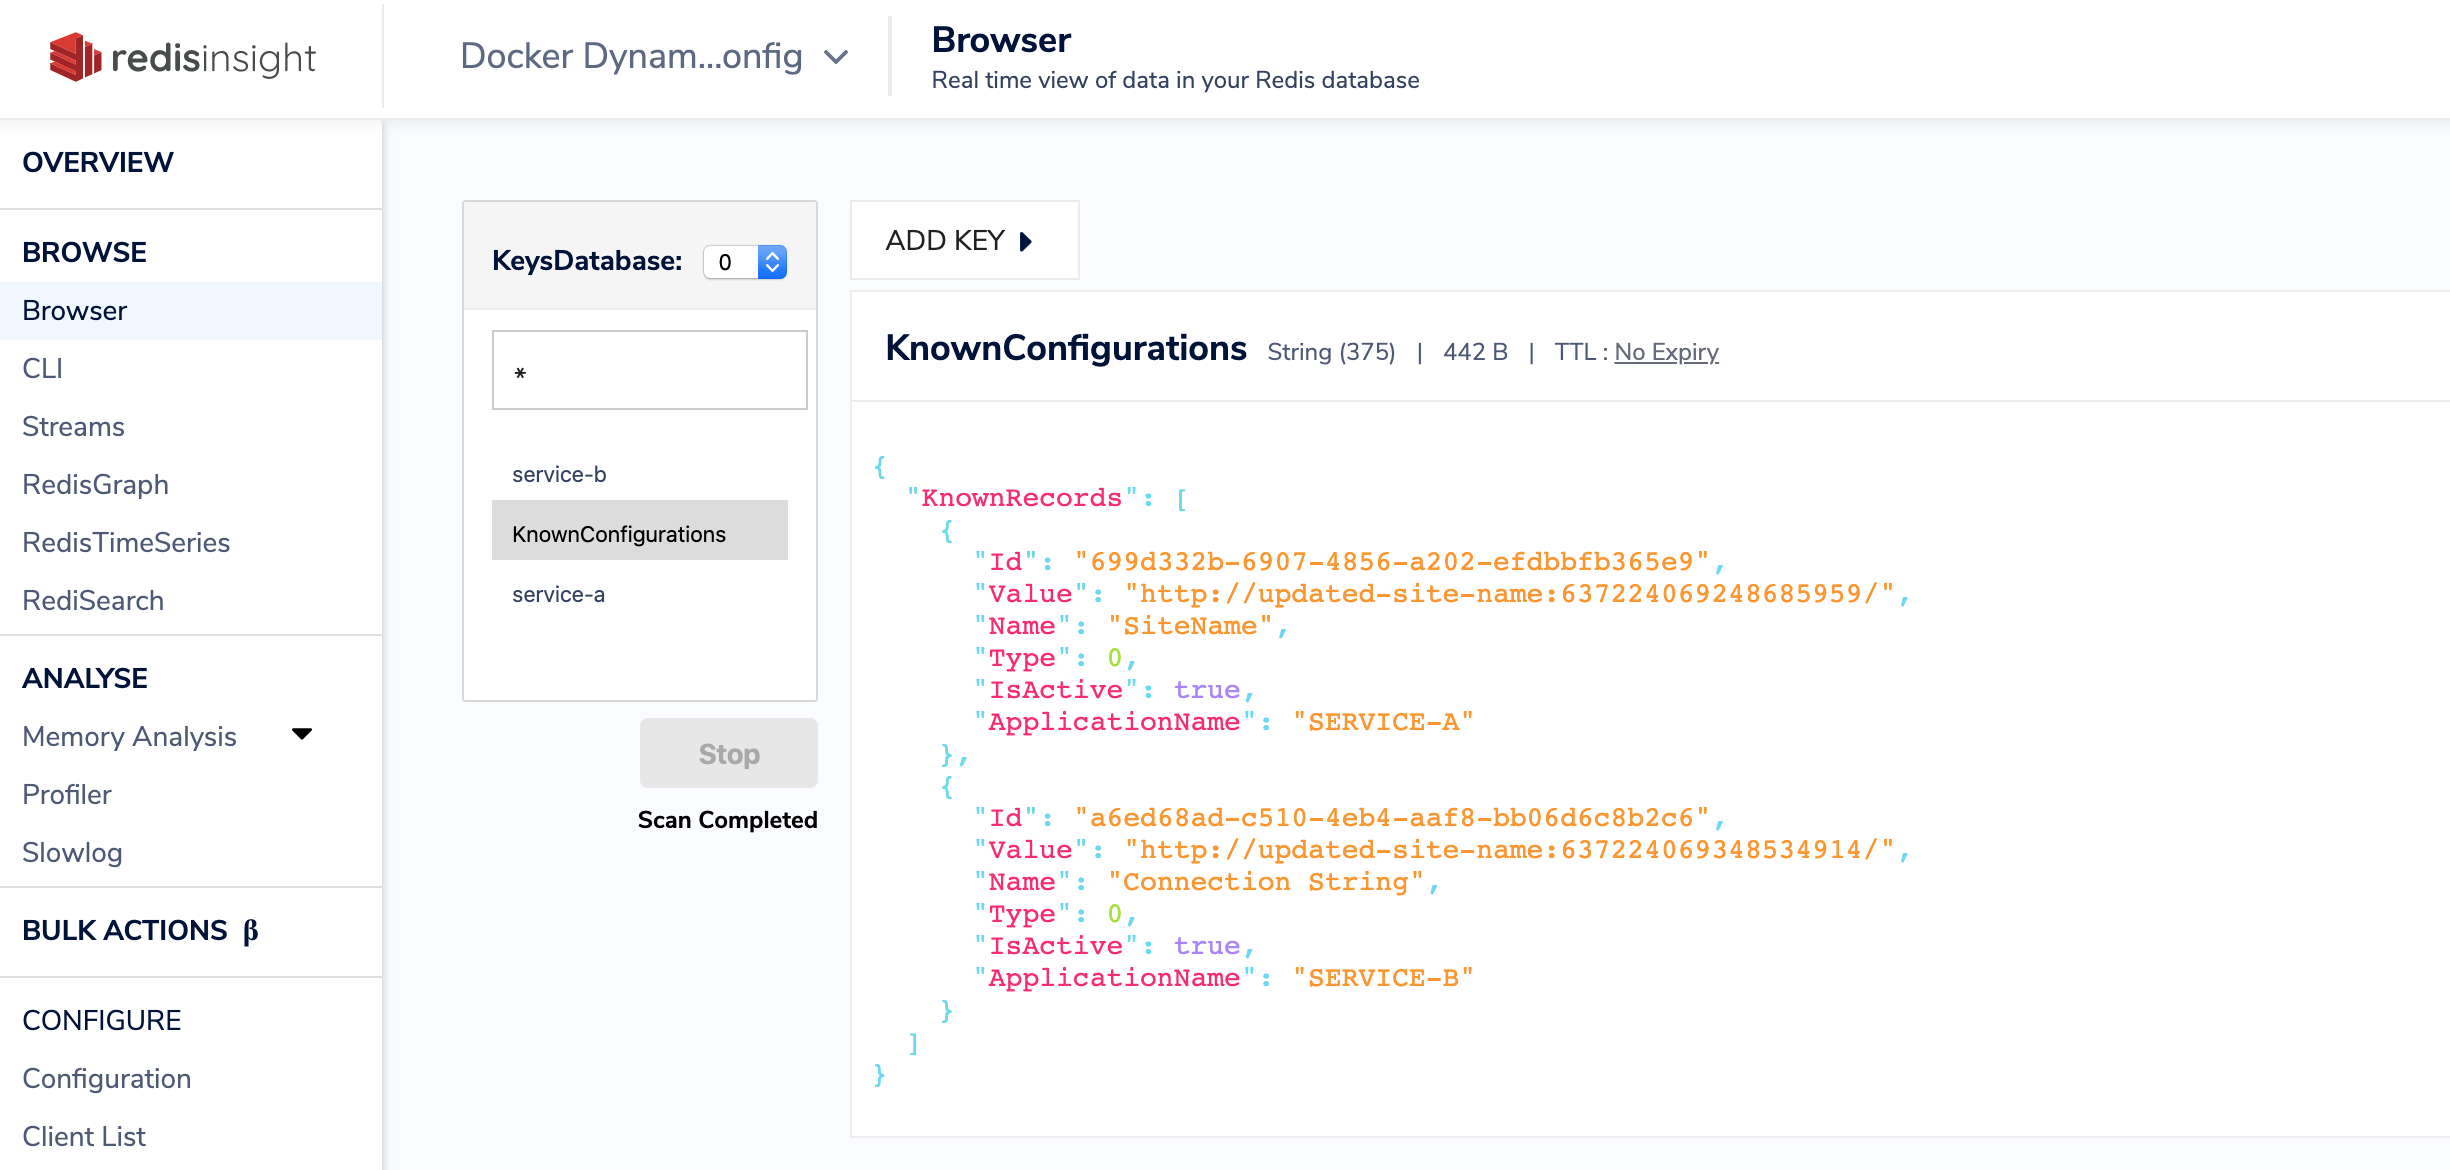 redisinsight
Docker Dynam...onfig
Browser
Real time view of data in your Redis database
OVERVIEW
BROWSE
Browser
CLI
Streams
RedisGraph
RedisTimeSeries
RediSearch
ANALYSE
Memory Analysis
Profiler
Slowlog
BULK ACTIONS β
CONFIGURE
Configuration
Client List
KeysDatabase: 0
*
service-b
KnownConfigurations
service-a
Stop
Scan Completed
ADD KEY
KnownConfigurations String (375) | 442 B | TTL : No Expiry
{
"KnownRecords": [
{
"Id": "699d332b-6907-4856-a202-efdbbfb365e9",
"Value": "http://updated-site-name:637224069248685959/",
"Name": "SiteName",
"Type": 0,
"IsActive": true,
"ApplicationName": "SERVICE-A"
},
{
"Id": "a6ed68ad-c510-4eb4-aaf8-bb06d6c8b2c6",
"Value": "http://updated-site-name:637224069348534914/",
"Name": "Connection String",
"Type": 0,
"IsActive": true,
"ApplicationName": "SERVICE-B"
}
]
}